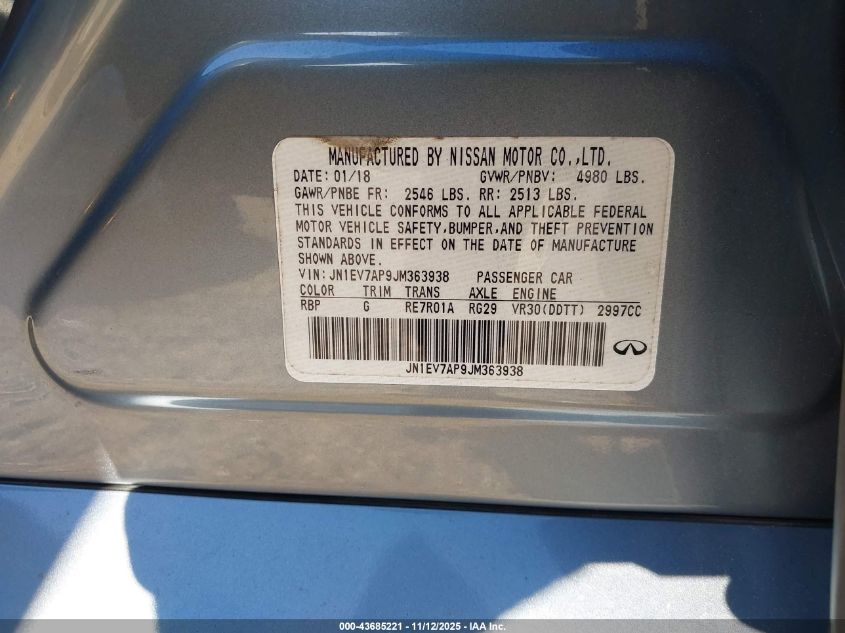 MANUFACTURED BY NISSAN MOTOR CO.,LTD.
DATE: 01/18 GVWR/PNBV: 4980 LBS.
GAWR/PNBE FR: 2546 LBS. RR: 2513 LBS.
THIS VEHICLE CONFORMS TO ALL APPLICABLE FEDERAL
MOTOR VEHICLE SAFETY,BUMPER,AND THEFT PREVENTION
STANDARDS IN EFFECT ON THE DATE OF MANUFACTURE
SHOWN ABOVE.
VIN: JN1EV7AP9JM363938 PASSENGER CAR
COLOR TRIM TRANS AXLE ENGINE
RBP G RE7R01A RG29 VR30(DDTT) 2997CC
JN1EV7AP9JM363938
000-43685221 - 11/12/2025 - IAA Inc.